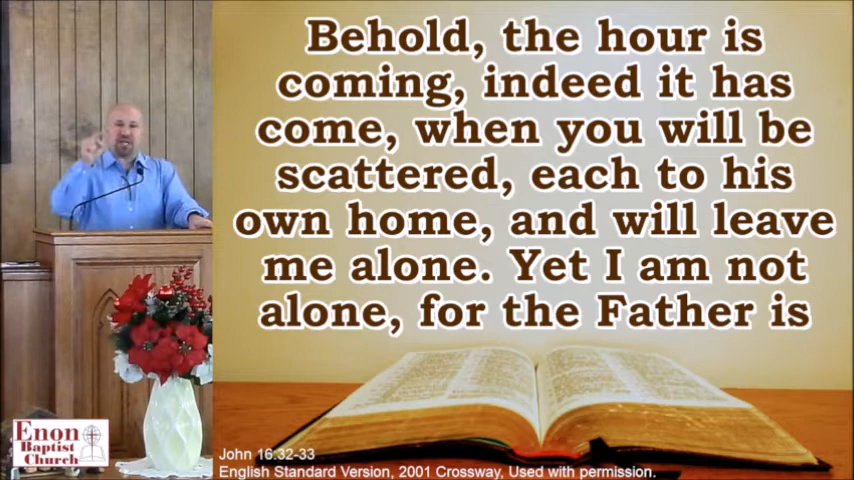 Behold, the hour is
coming, indeed it has
come, when you will be
scattered, each to his
own home, and will leave
me alone. Yet I am not
alone, for the Father is
Enon
Baptist
Church
John 16:32-33
English Standard Version, 2001 Crossway, Used with permission.